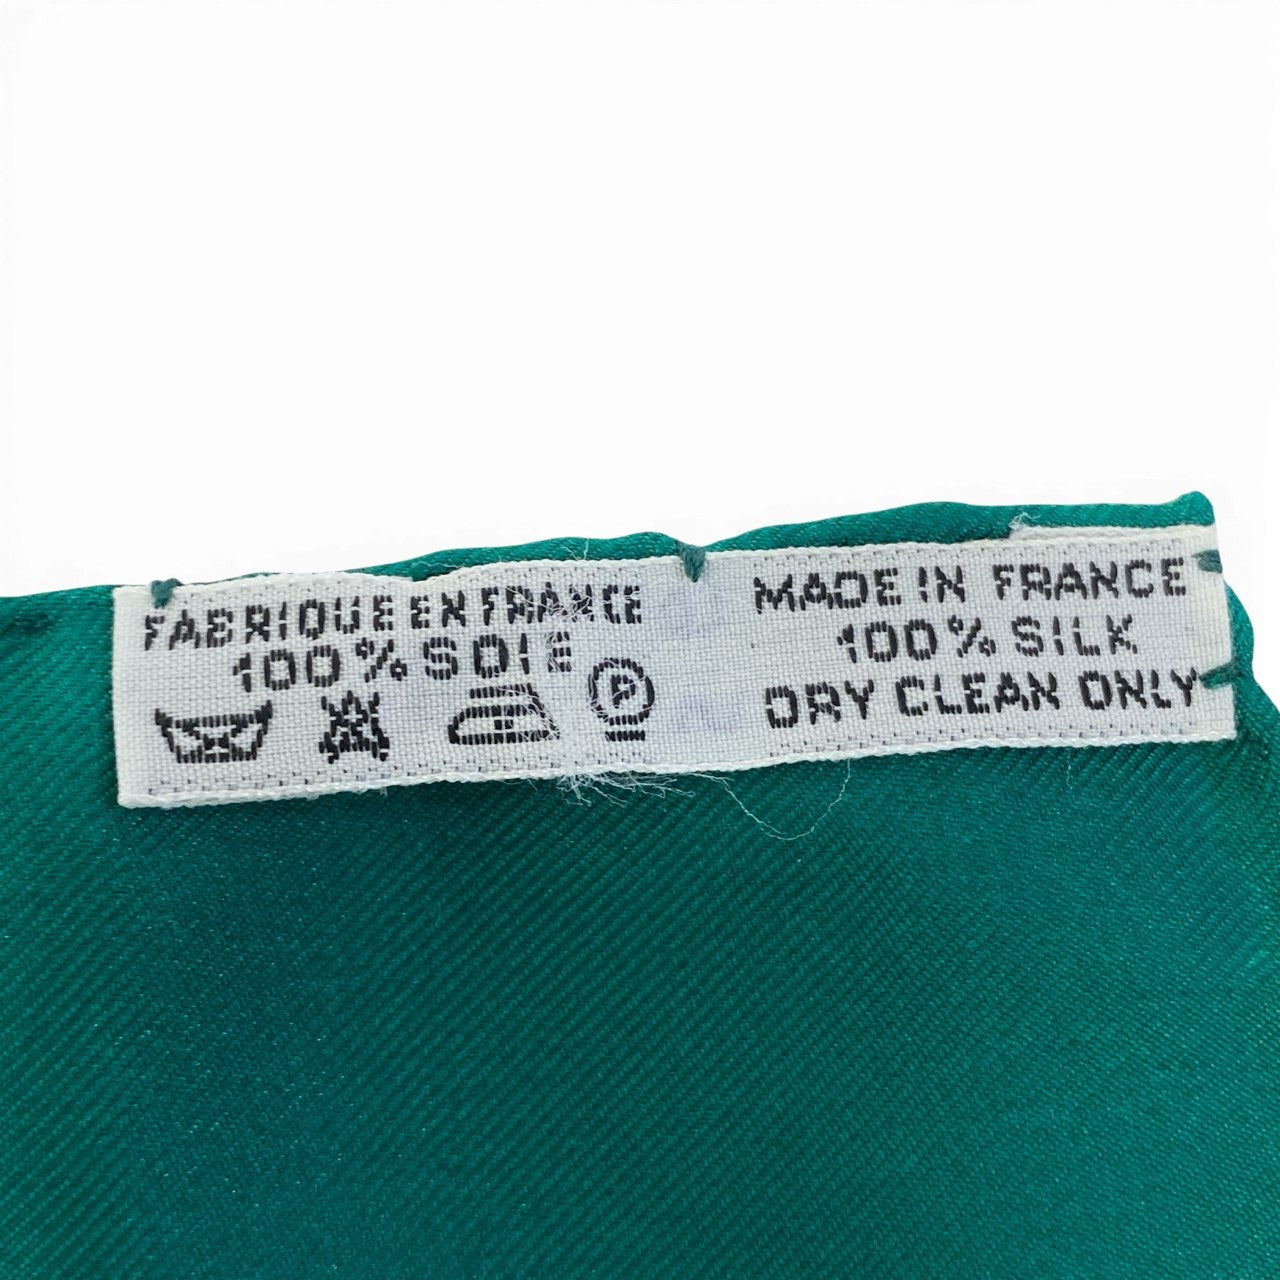 FABRIQUE EN FRANCE
100% SOIE
P
MADE IN FRANCE
100% SILK
DRY CLEAN ONLY